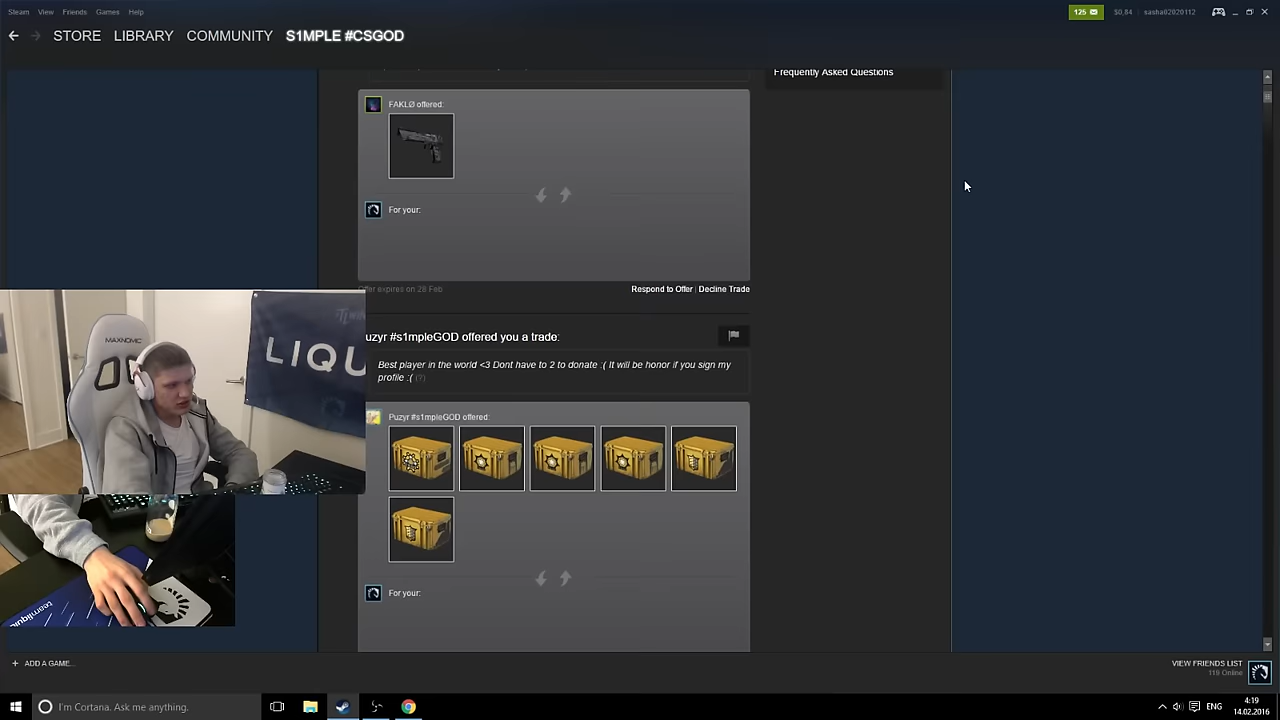 Steam View Friends Games Help
125 $0,84 sasha02020112
STORE LIBRARY COMMUNITY S1MPLE #CSGOD
Frequently Asked Questions
FAKLØ offered:
For your:
Offer expires on 28 Feb
Respond to Offer | Decline Trade
uzyr #s1mpleGOD offered you a trade:
Best player in the world <3 Dont have to 2 to donate :( It will be honor if you sign my
profile :( (?)
Puzyr #s1mpleGOD offered:
For your:
MAXNOMIC
LIQU
teamliquid
+ ADD A GAME...
VIEW FRIENDS LIST
119 Online
I'm Cortana. Ask me anything.
ENG
4:19
14.02.2016